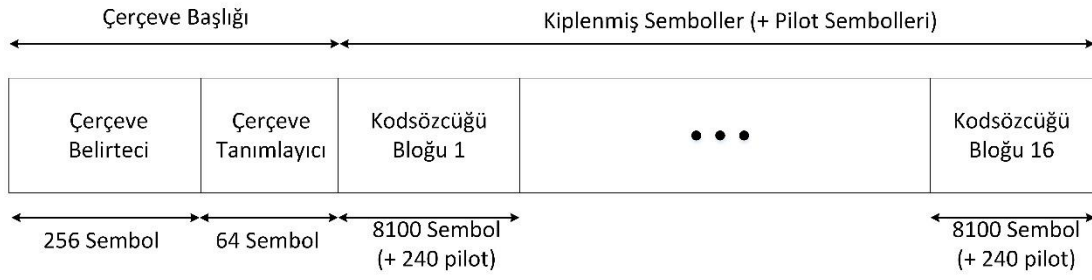 Çerçeve Başlığı
Kiplenmiş Semboller (+ Pilot Sembolleri)
Çerçeve
Belirteci
Çerçeve
Tanımlayıcı
Kodsözcüğü
Bloğu 1
Kodsözcüğü
Bloğu 16
256 Sembol
64 Sembol
8100 Sembol
(+ 240 pilot)
8100 Sembol
(+ 240 pilot)